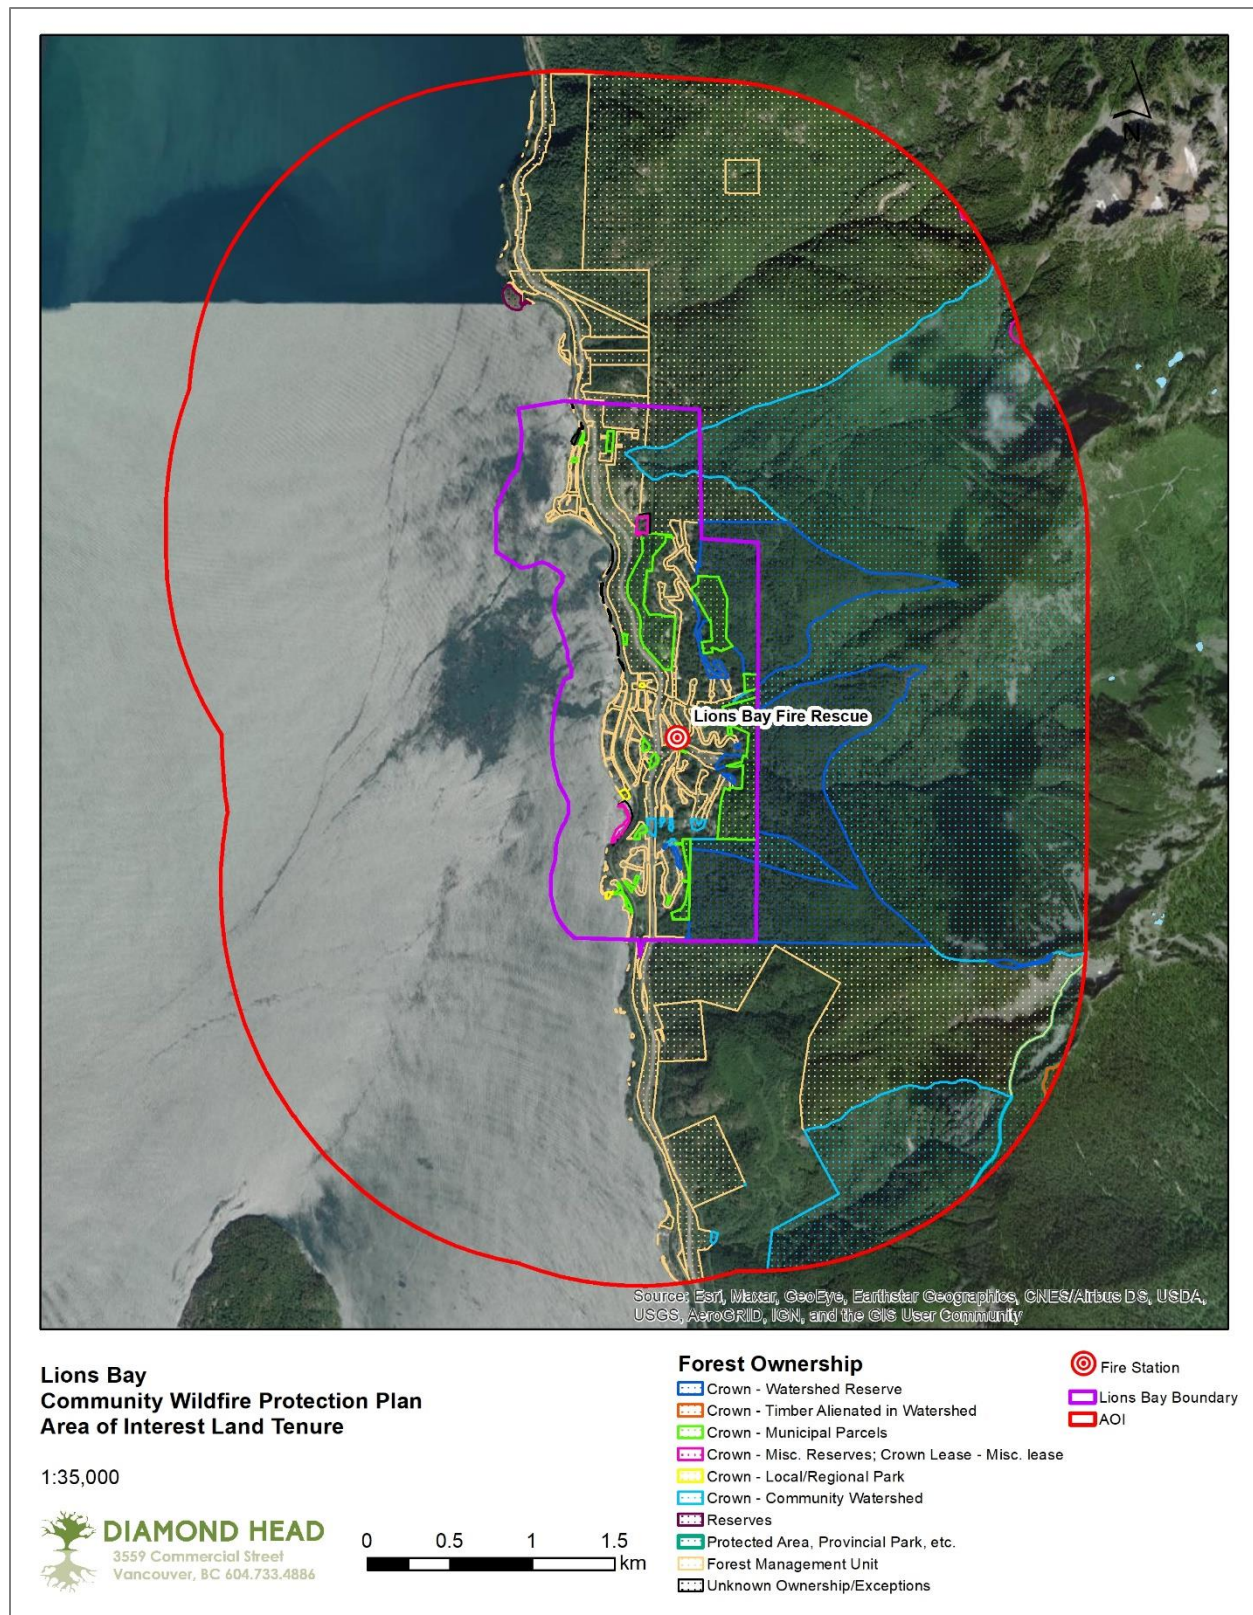 N
Lions Bay Fire Rescue
Source: Esri, Maxar, GeoEye, Earthstar Geographics, CNES/Airbus DS, USDA,
USGS, AeroGRID, IGN, and the GIS User Community
Lions Bay
Community Wildfire Protection Plan
Area of Interest Land Tenure
1:35,000
DIAMOND HEAD
3559 Commercial Street
Vancouver, BC 604.733.4886
0 0.5 1 1.5
km
Forest Ownership
Crown - Watershed Reserve
Crown - Timber Alienated in Watershed
Crown - Municipal Parcels
Crown - Misc. Reserves; Crown Lease - Misc. lease
Crown - Local/Regional Park
Crown - Community Watershed
Reserves
Protected Area, Provincial Park, etc.
Forest Management Unit
Unknown Ownership/Exceptions
Fire Station
Lions Bay Boundary
AOI